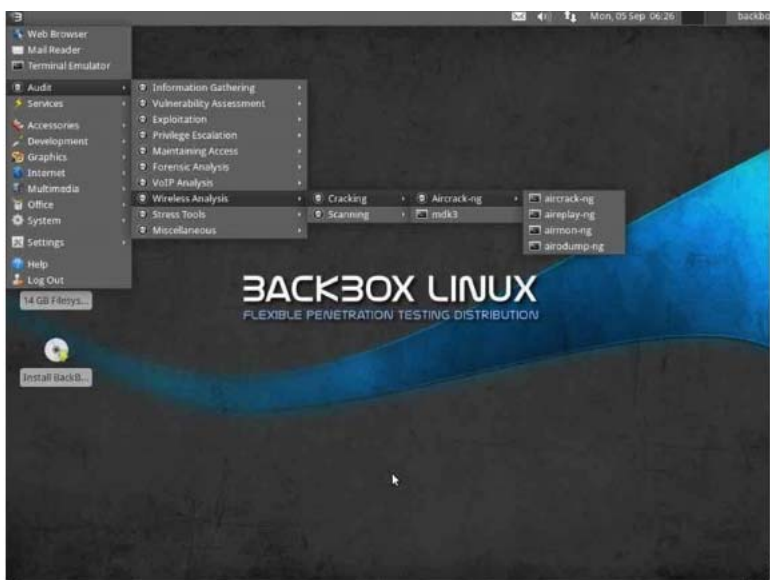 Mon, 05 Sep 06:26 backbo
Web Browser
Mail Reader
Terminal Emulator
Audit
Services
Accessories
Development
Graphics
Internet
Multimedia
Office
System
Settings
Help
Log Out
Information Gathering
Vulnerability Assessment
Exploitation
Privilege Escalation
Maintaining Access
Forensic Analysis
VoIP Analysis
Wireless Analysis
Stress Tools
Miscellaneous
Cracking
Scanning
Aircrack-ng
mdk3
aircrack-ng
aireplay-ng
airmon-ng
airodump-ng
BACKBOX LINUX
FLEXIBLE PENETRATION TESTING DISTRIBUTION
14 GB Filesys...
Install BackB...